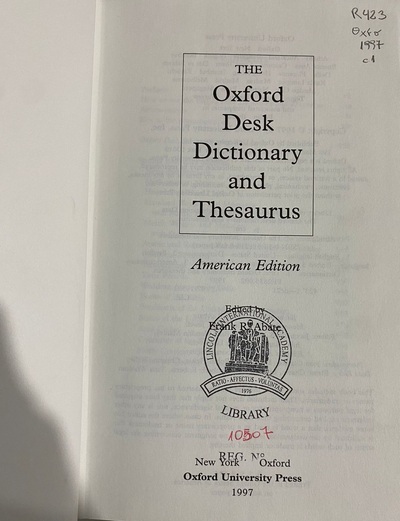 R423
Oxfo
1997
c1
THE
Oxford
Desk
Dictionary
and
Thesaurus
American Edition
Edited by
Frank R. Abate
LINCOLN INTERNATIONAL ACADEMY
RATIO - AFFECTUS - VOLUNTAS
1976
LIBRARY
10507
REG. Nº
New York Oxford
Oxford University Press
1997